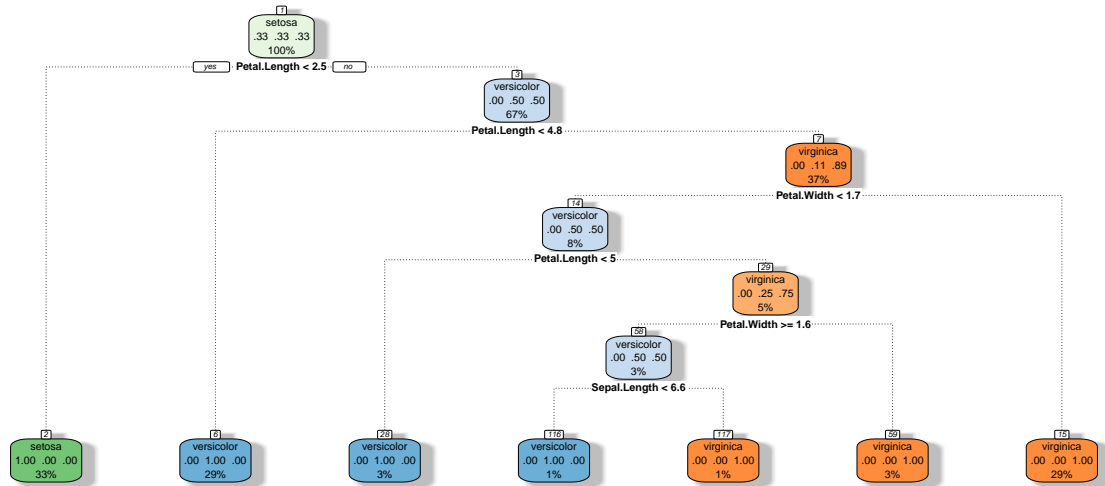 1
setosa
.33 .33 .33
100%
yes Petal.Length < 2.5 no
3
versicolor
.00 .50 .50
67%
Petal.Length < 4.8
7
virginica
.00 .11 .89
37%
Petal.Width < 1.7
14
versicolor
.00 .50 .50
8%
Petal.Length < 5
29
virginica
.00 .25 .75
5%
Petal.Width >= 1.6
58
versicolor
.00 .50 .50
3%
Sepal.Length < 6.6
2
setosa
1.00 .00 .00
33%
6
versicolor
.00 1.00 .00
29%
28
versicolor
.00 1.00 .00
3%
116
versicolor
.00 1.00 .00
1%
117
virginica
.00 .00 1.00
1%
59
virginica
.00 .00 1.00
3%
15
virginica
.00 .00 1.00
29%